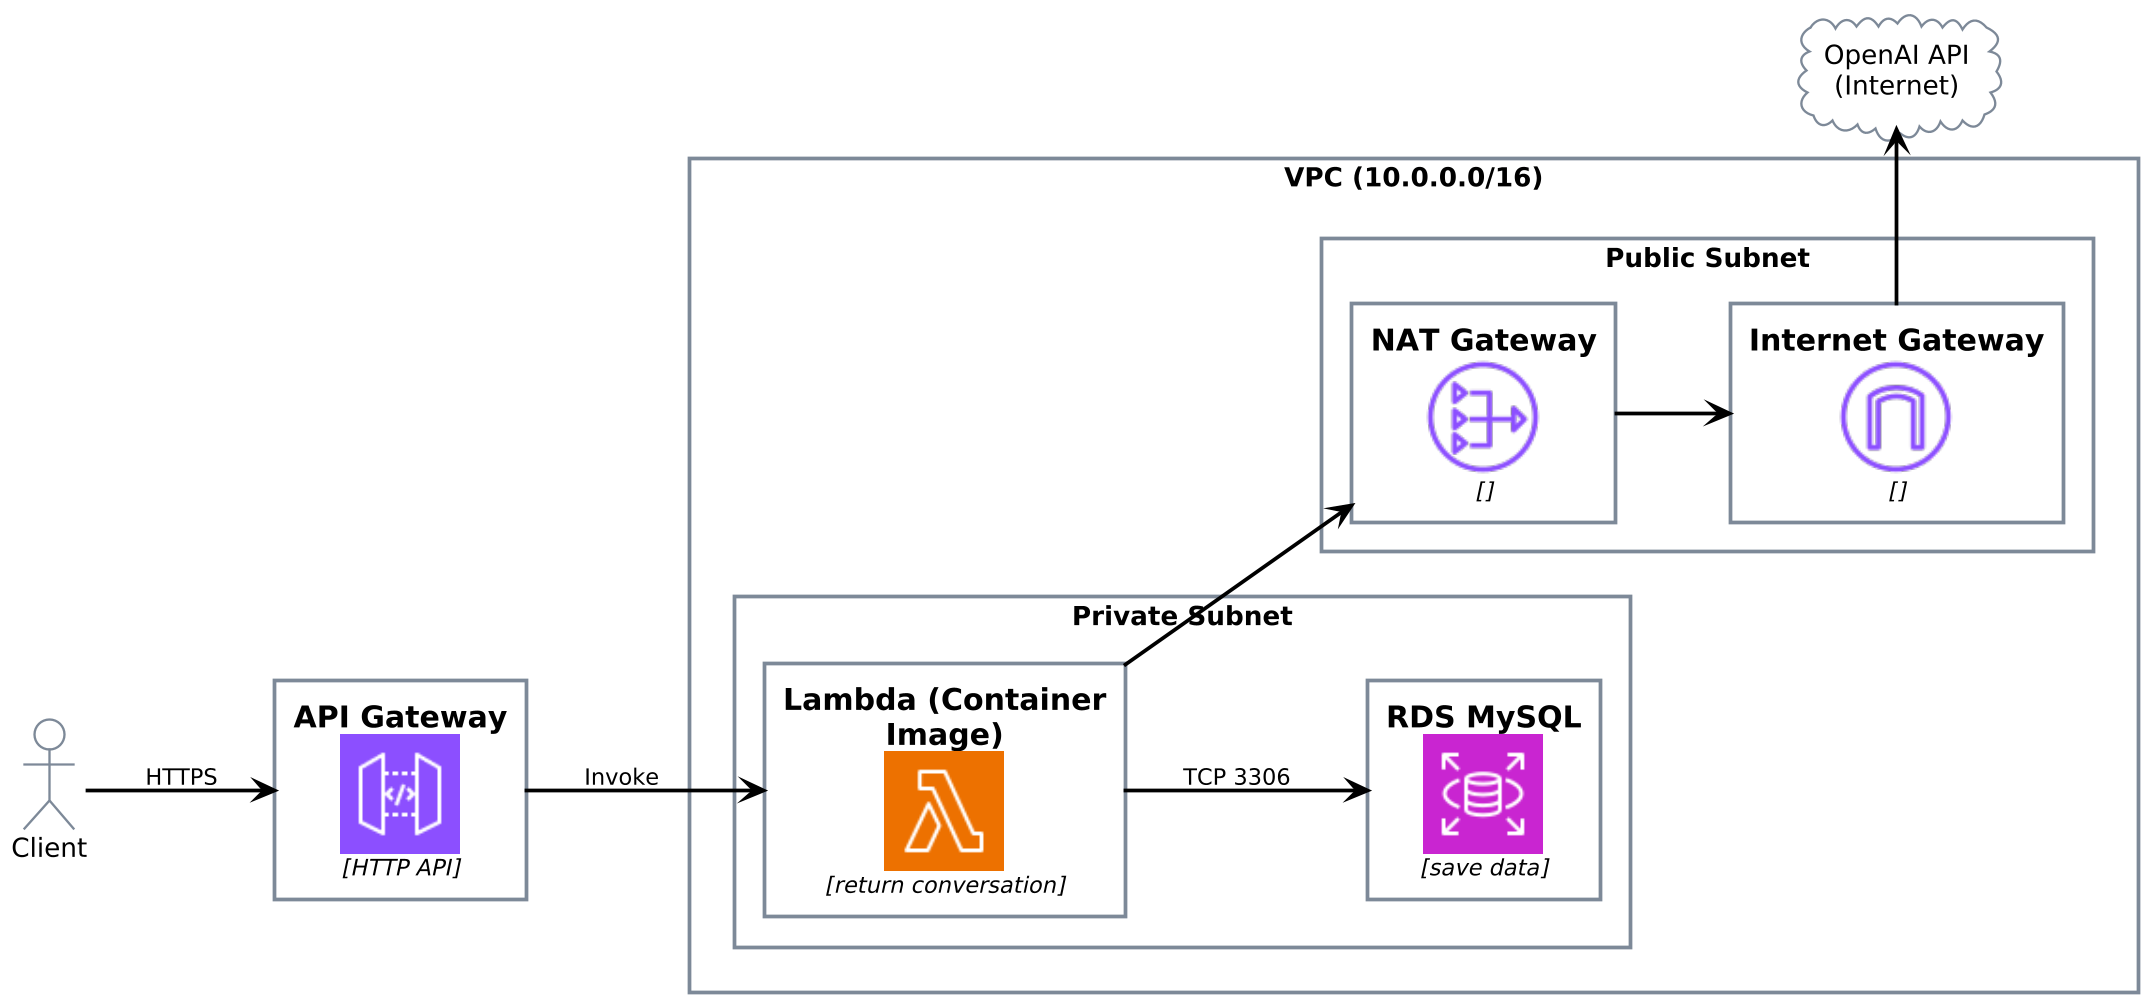 OpenAI API
(Internet)
VPC (10.0.0.0/16)
Public Subnet
NAT Gateway
[]
Internet Gateway
[]
Private Subnet
Client
HTTPS
API Gateway
[HTTP API]
Invoke
Lambda (Container
Image)
[return conversation]
TCP 3306
RDS MySQL
[save data]